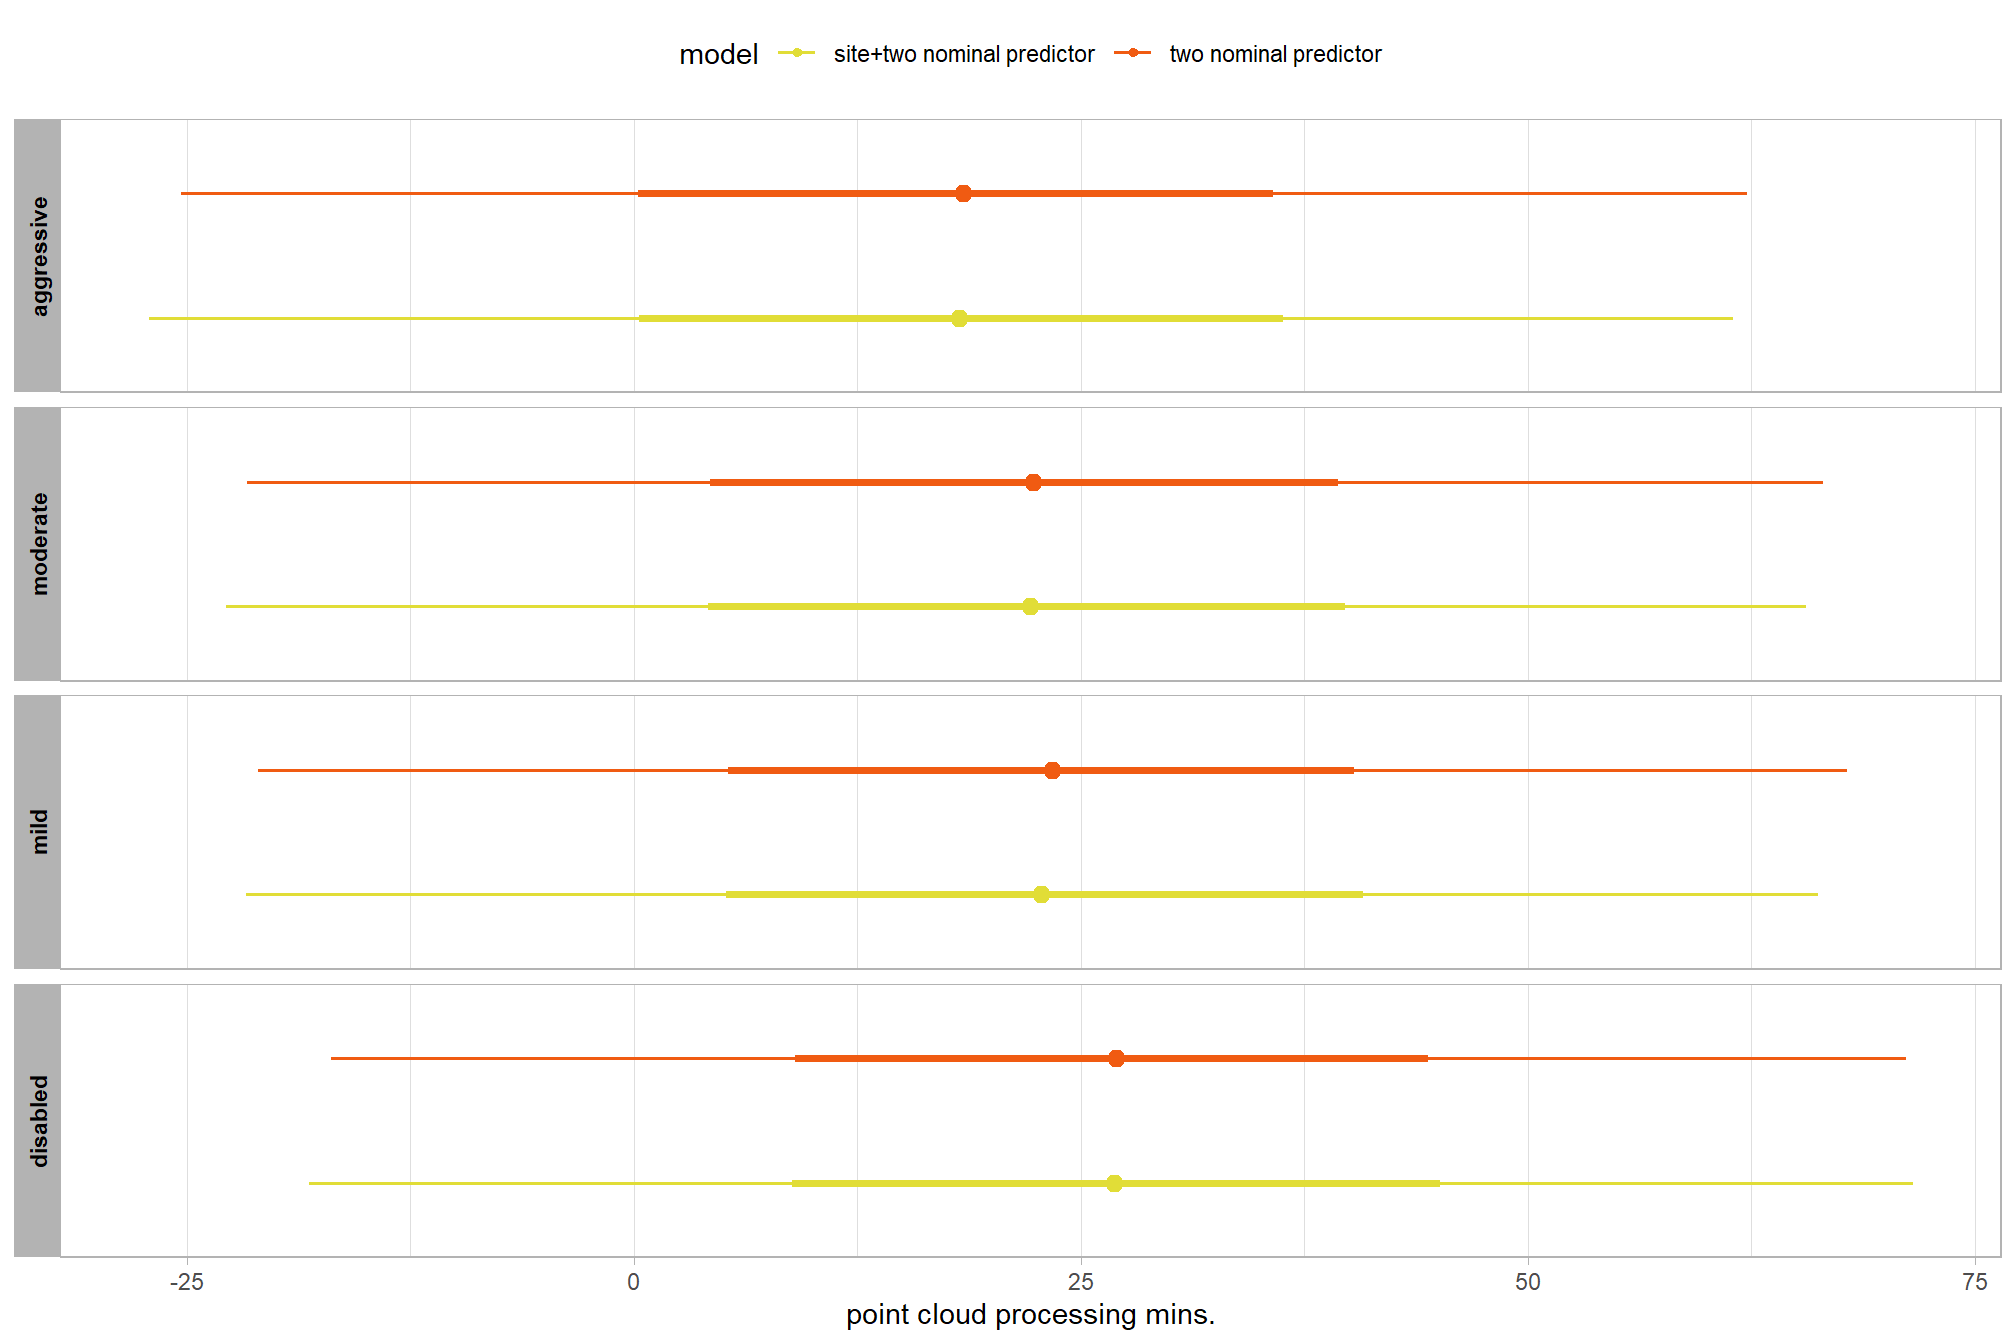 model site+two nominal predictor two nominal predictor
aggressive
moderate
mild
disabled
-25 0 25 50 75
point cloud processing mins.